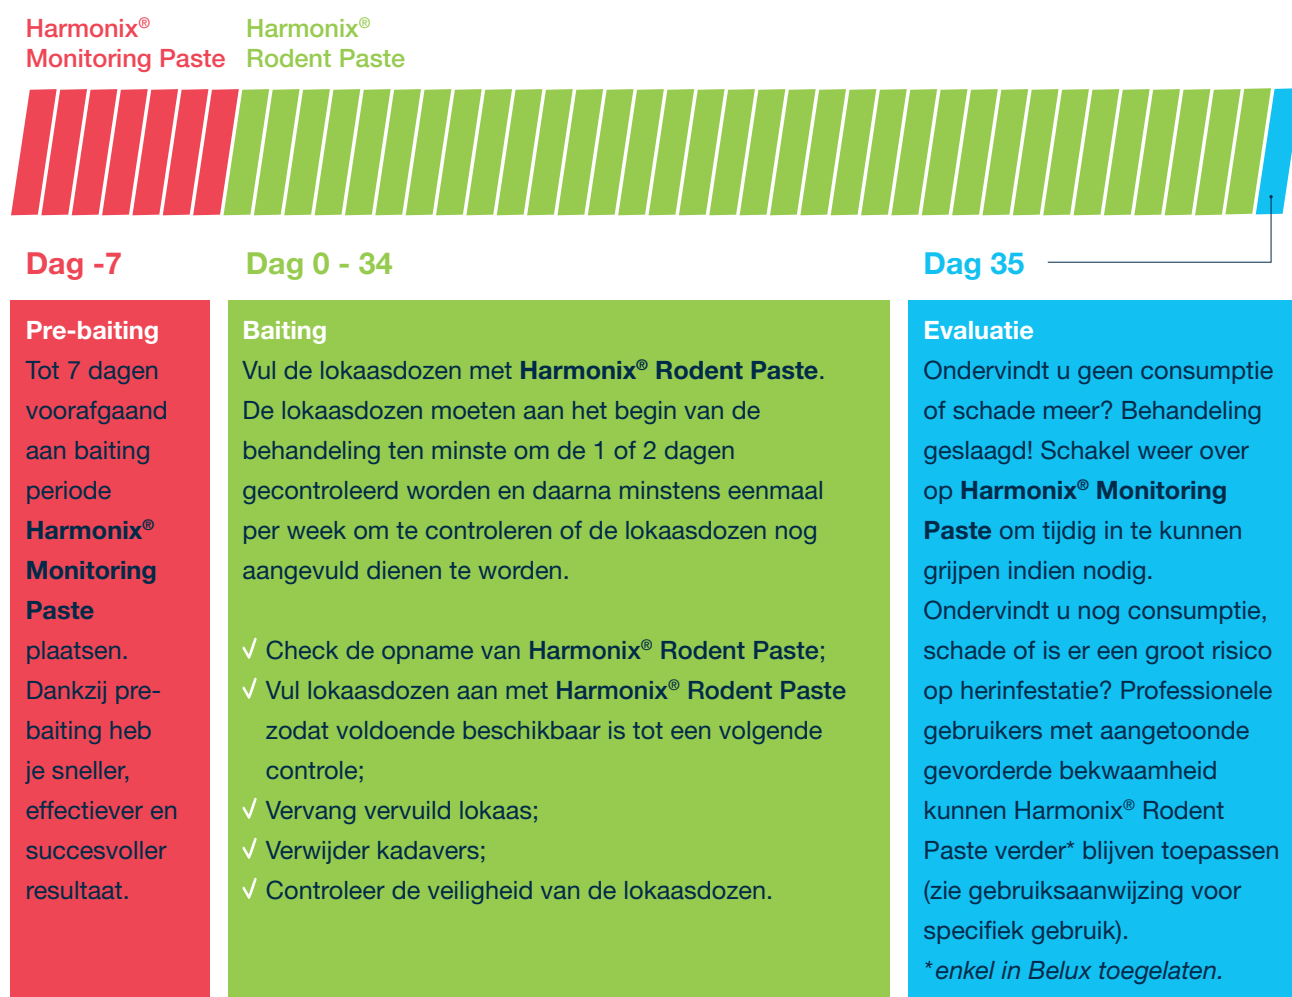 Harmonix®
Monitoring Paste
Harmonix®
Rodent Paste
Dag -7
Dag 0 - 34
Dag 35
Pre-baiting
Tot 7 dagen
voorafgaand
aan baiting
periode
Harmonix®
Monitoring
Paste
plaatsen.
Dankzij pre-
baiting heb
je sneller,
effectiever en
succesvoller
resultaat.
Baiting
Vul de lokaasdozen met Harmonix® Rodent Paste.
De lokaasdozen moeten aan het begin van de
behandeling ten minste om de 1 of 2 dagen
gecontroleerd worden en daarna minstens eenmaal
per week om te controleren of de lokaasdozen nog
aangevuld dienen te worden.
√ Check de opname van Harmonix® Rodent Paste;
√ Vul lokaasdozen aan met Harmonix® Rodent Paste
zodat voldoende beschikbaar is tot een volgende
controle;
√ Vervang vervuild lokaas;
√ Verwijder kadavers;
√ Controleer de veiligheid van de lokaasdozen.
Evaluatie
Ondervindt u geen consumptie
of schade meer? Behandeling
geslaagd! Schakel weer over
op Harmonix® Monitoring
Paste om tijdig in te kunnen
grijpen indien nodig.
Ondervindt u nog consumptie,
schade of is er een groot risico
op herinfestatie? Professionele
gebruikers met aangetoonde
gevorderde bekwaamheid
kunnen Harmonix® Rodent
Paste verder* blijven toepassen
(zie gebruiksaanwijzing voor
specifiek gebruik).
*enkel in Belux toegelaten.